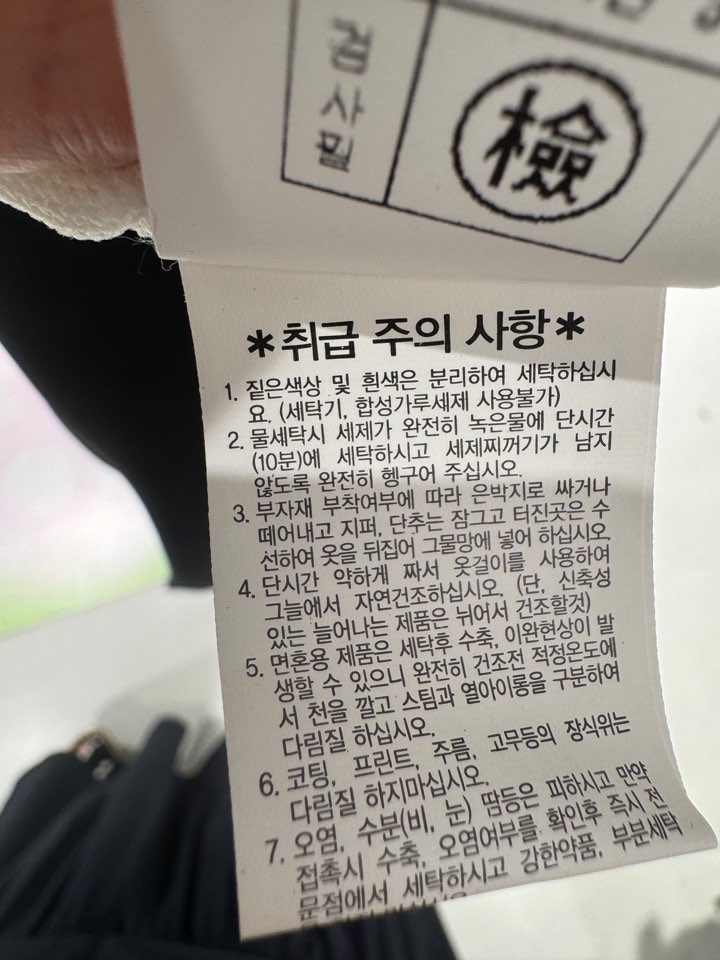 검사필
檢
*취급 주의 사항*
1. 짙은색상 및 흰색은 분리하여 세탁하십시
요. (세탁기, 합성가루세제 사용불가)
2. 물세탁시 세제가 완전히 녹은물에 단시간
(10분)에 세탁하시고 세제찌꺼기가 남지
않도록 완전히 헹구어 주십시오.
3. 부자재 부착여부에 따라 은박지로 싸거나
떼어내고 지퍼, 단추는 잠그고 터진곳은 수
선하여 옷을 뒤집어 그물망에 넣어 하십시오.
4. 단시간 약하게 짜서 옷걸이를 사용하여
그늘에서 자연건조하십시오. (단, 신축성
있는 늘어나는 제품은 뉘어서 건조할것)
5. 면혼용 제품은 세탁후 수축, 이완현상이 발
생할 수 있으니 완전히 건조전 적정온도에
서 천을 깔고 스팀과 열아이롱을 구분하여
다림질 하십시오.
6. 코팅, 프린트, 주름, 고무등의 장식위는
다림질 하지마십시오.
7. 오염, 수분(비, 눈) 땀등은 피하시고 만약
접촉시 수축, 오염여부를 확인후 즉시 전
문점에서 세탁하시고 강한약품, 부분세탁